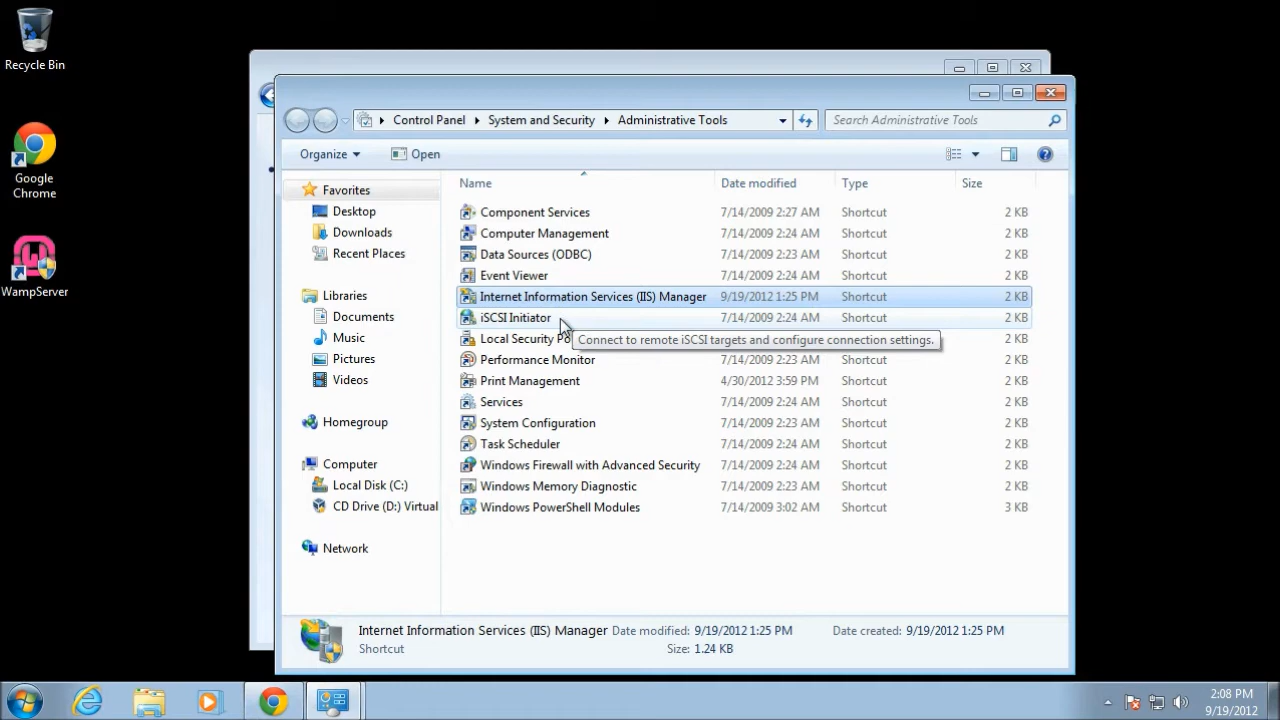 Recycle Bin
Google
Chrome
WampServer
Control Panel System and Security Administrative Tools
Search Administrative Tools
Organize Open
Favorites
Desktop
Downloads
Recent Places
Libraries
Documents
Music
Pictures
Videos
Homegroup
Computer
Local Disk (C:)
CD Drive (D:) Virtual
Network
Name Date modified Type Size
Component Services 7/14/2009 2:27 AM Shortcut 2 KB
Computer Management 7/14/2009 2:24 AM Shortcut 2 KB
Data Sources (ODBC) 7/14/2009 2:23 AM Shortcut 2 KB
Event Viewer 7/14/2009 2:24 AM Shortcut 2 KB
Internet Information Services (IIS) Manager 9/19/2012 1:25 PM Shortcut 2 KB
iSCSI Initiator 7/14/2009 2:24 AM Shortcut 2 KB
Local Security Po 2 KB
Connect to remote iSCSI targets and configure connection settings.
Performance Monitor 7/14/2009 2:23 AM Shortcut 2 KB
Print Management 4/30/2012 3:59 PM Shortcut 2 KB
Services 7/14/2009 2:24 AM Shortcut 2 KB
System Configuration 7/14/2009 2:23 AM Shortcut 2 KB
Task Scheduler 7/14/2009 2:24 AM Shortcut 2 KB
Windows Firewall with Advanced Security 7/14/2009 2:24 AM Shortcut 2 KB
Windows Memory Diagnostic 7/14/2009 2:23 AM Shortcut 2 KB
Windows PowerShell Modules 7/14/2009 3:02 AM Shortcut 3 KB
Internet Information Services (IIS) Manager Date modified: 9/19/2012 1:25 PM Date created: 9/19/2012 1:25 PM
Shortcut Size: 1.24 KB
2:08 PM
9/19/2012